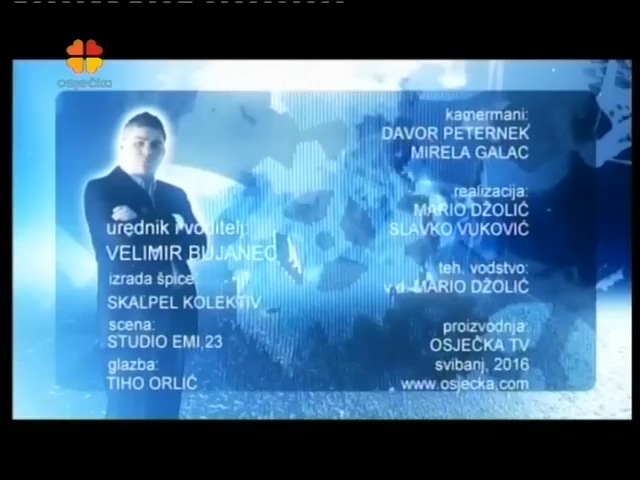 osječka
urednik i voditelj:
VELIMIR BUJANEC
izrada špice
SKALPEL KOLEKTIV
scena:
STUDIO EMI 23
glazba:
TIHO ORLIĆ
kamermani:
DAVOR PETERNEK
MIRELA GALAC
realizacija:
MARIO DŽOLIĆ
SLAVKO VUKOVIĆ
teh. vodstvo:
v.d. MARIO DŽOLIĆ
proizvodnja:
OSJEČKA TV
svibanj, 2016
www.osjecka.com